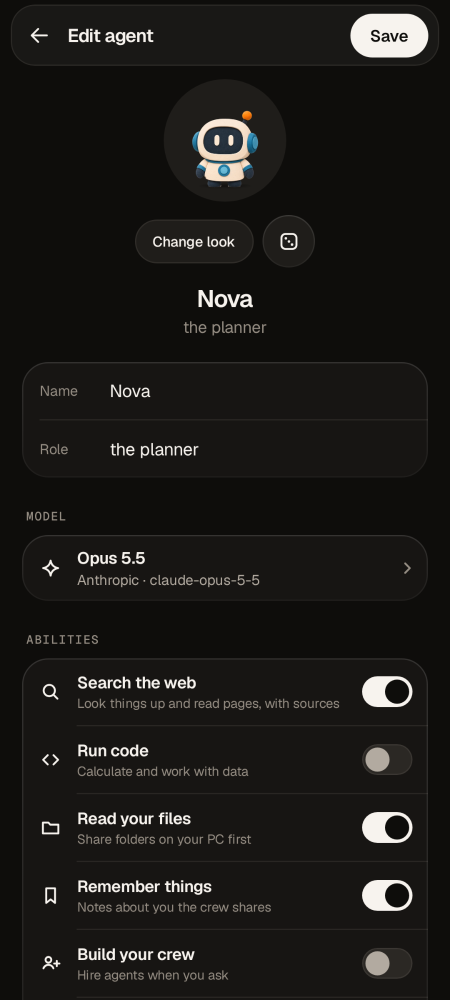 Edit agent
Save
Change look
Nova
the planner
Name
Nova
Role
the planner
MODEL
Opus 5.5
Anthropic · claude-opus-5-5
ABILITIES
Search the web
Look things up and read pages, with sources
Run code
Calculate and work with data
Read your files
Share folders on your PC first
Remember things
Notes about you the crew shares
Build your crew
Hire agents when you ask